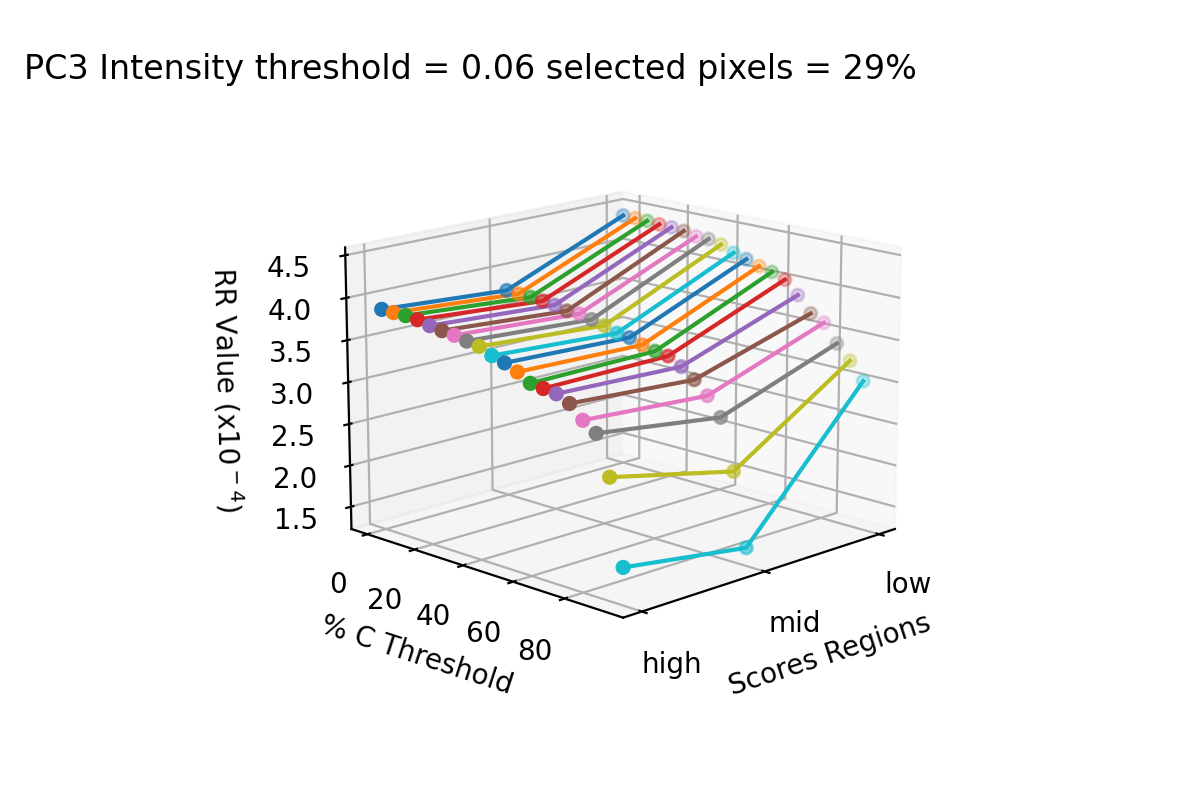 PC3 Intensity threshold = 0.06 selected pixels = 29%
RR Value (x10⁻⁴)
4.5
4.0
3.5
3.0
2.5
2.0
1.5
0
20
40
60
80
% C Threshold
low
mid
high
Scores Regions